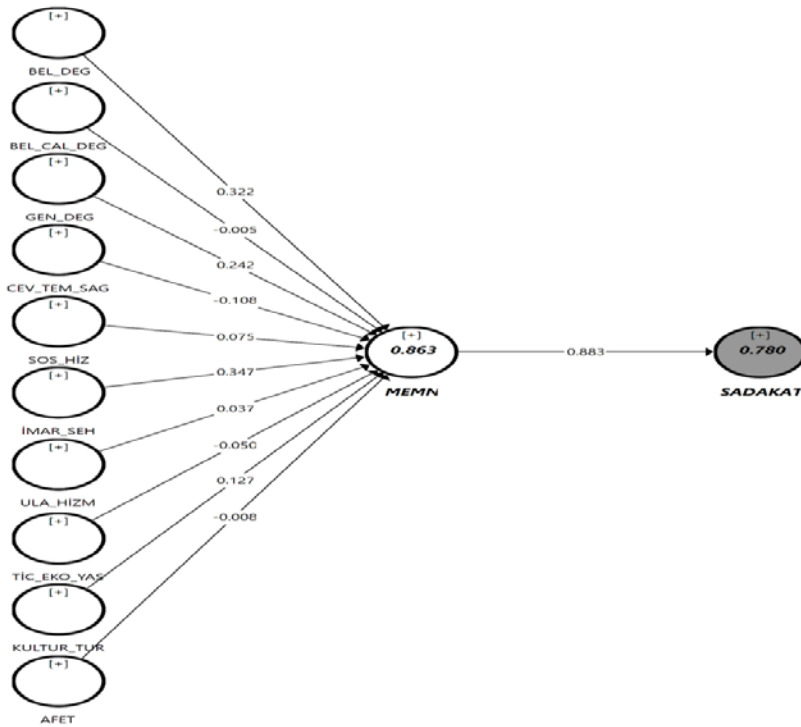 [+]
BEL_DEG
[+]
BEL_CAL_DEG
[+]
GEN_DEG
[+]
CEV_TEM_SAG
[+]
SOS_HİZ
[+]
İMAR_SEH
[+]
ULA_HİZM
[+]
TİC_EKO_YAS
[+]
KULTUR_TUR
[+]
AFET
0.322
-0.005
0.242
-0.108
0.075
0.347
0.037
-0.050
0.127
-0.008
[+]
0.863
MEMN
0.883
[+]
0.780
SADAKAT